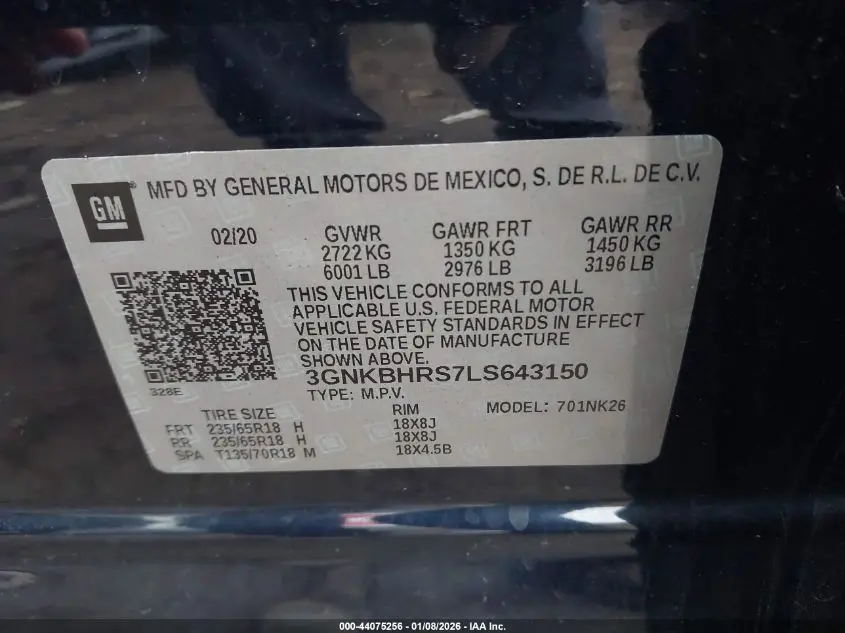 GM
MFD BY GENERAL MOTORS DE MEXICO, S. DE R.L. DE C.V.
02/20 GVWR GAWR FRT GAWR RR
2722 KG 1350 KG 1450 KG
6001 LB 2976 LB 3196 LB
THIS VEHICLE CONFORMS TO ALL
APPLICABLE U.S. FEDERAL MOTOR
VEHICLE SAFETY STANDARDS IN EFFECT
ON THE DATE OF MANUFACTURE
SHOWN ABOVE.
328E
3GNKBHRS7LS643150
TYPE: M.P.V.
MODEL: 701NK26
TIRE SIZE RIM
FRT 235/65R18 H 18X8J
RR 235/65R18 H 18X8J
SPA T135/70R18 M 18X4.5B
000-44075256 - 01/08/2026 - IAA Inc.